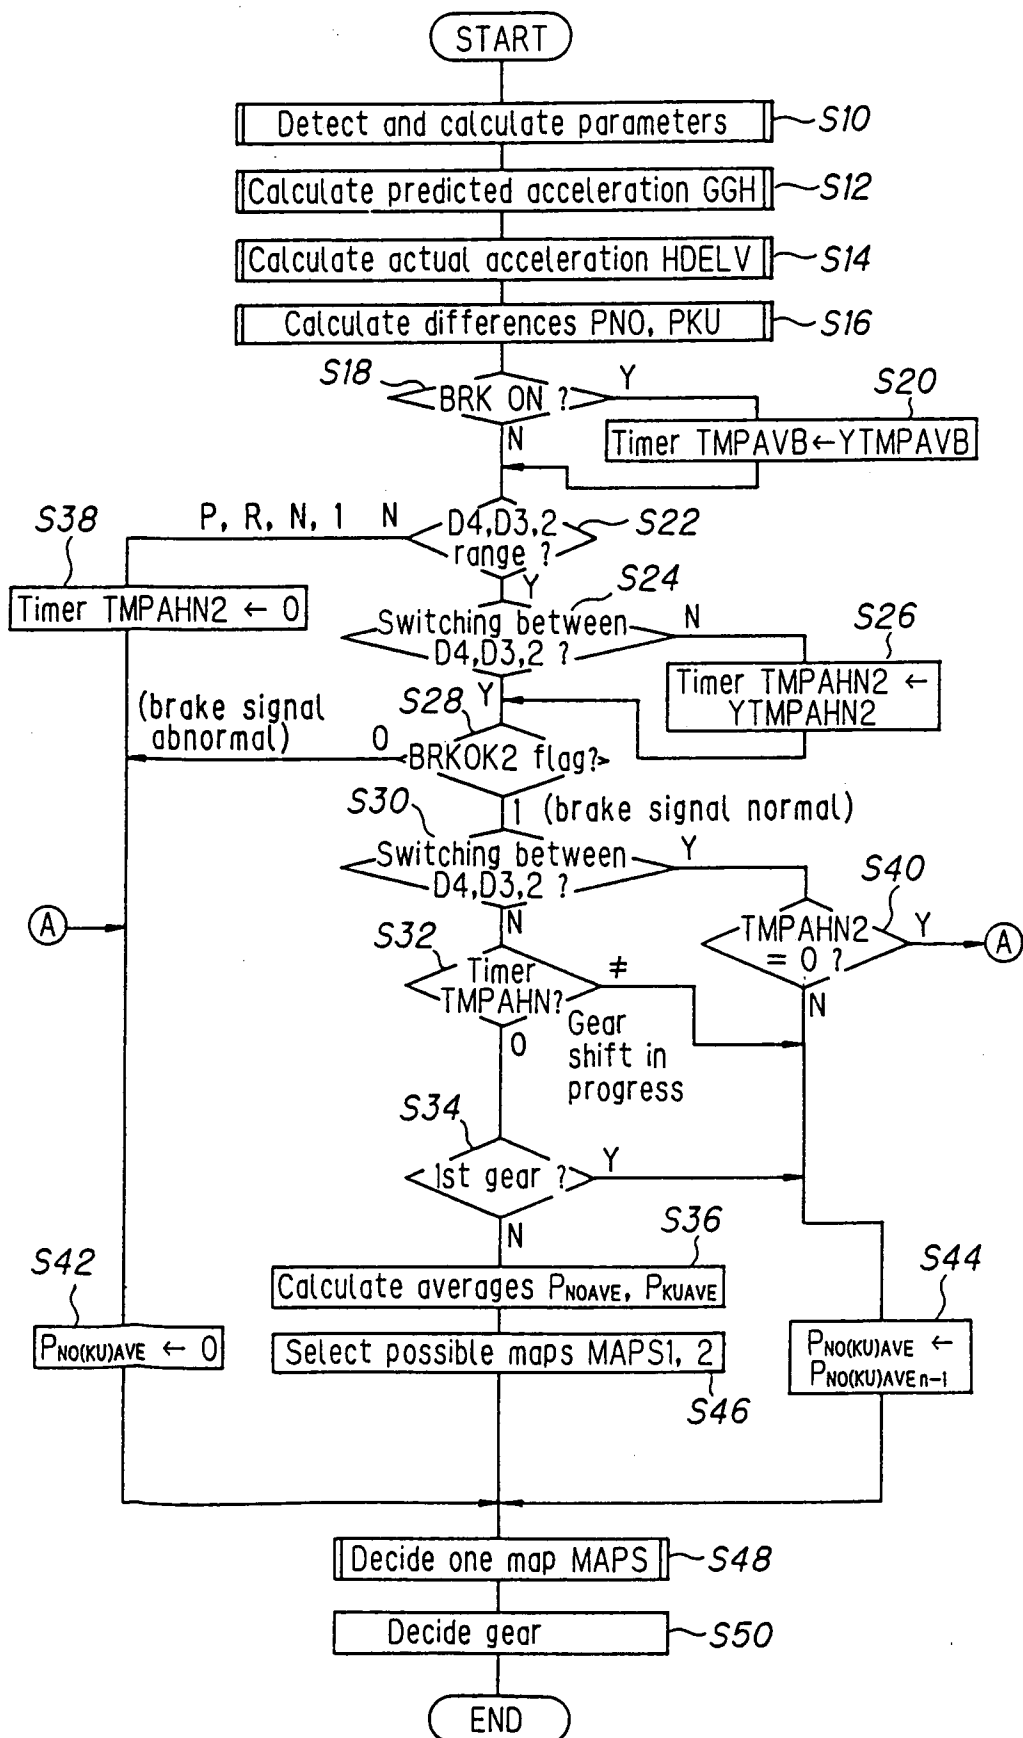 START
Detect and calculate parameters
S10
Calculate predicted acceleration GGH
S12
Calculate actual acceleration HDELV
S14
Calculate differences PNO, PKU
S16
S18
BRK ON ?
Y
S20
Timer TMPAVB←YTMPAVB
N
S38
P, R, N, 1 N
D4,D3,2
range ?
S22
Y
S24
Timer TMPAHN2 ← 0
Switching between
D4,D3,2 ?
N
S26
Timer TMPAHN2 ←
YTMPAHN2
Y
S28
(brake signal
abnormal)
0
BRKOK2 flag?
1 (brake signal normal)
S30
Switching between
D4,D3,2 ?
Y
S40
A
N
TMPAHN2
= 0 ?
Y
A
S32
Timer
TMPAHN?
≠
N
0
Gear
shift in
progress
S34
1st gear ?
Y
N
S36
S42
Calculate averages PNOAVE, PKUAVE
S44
PNO(KU)AVE ← 0
Select possible maps MAPS1, 2
PNO(KU)AVE ←
PNO(KU)AVE n-1
S46
Decide one map MAPS
S48
Decide gear
S50
END